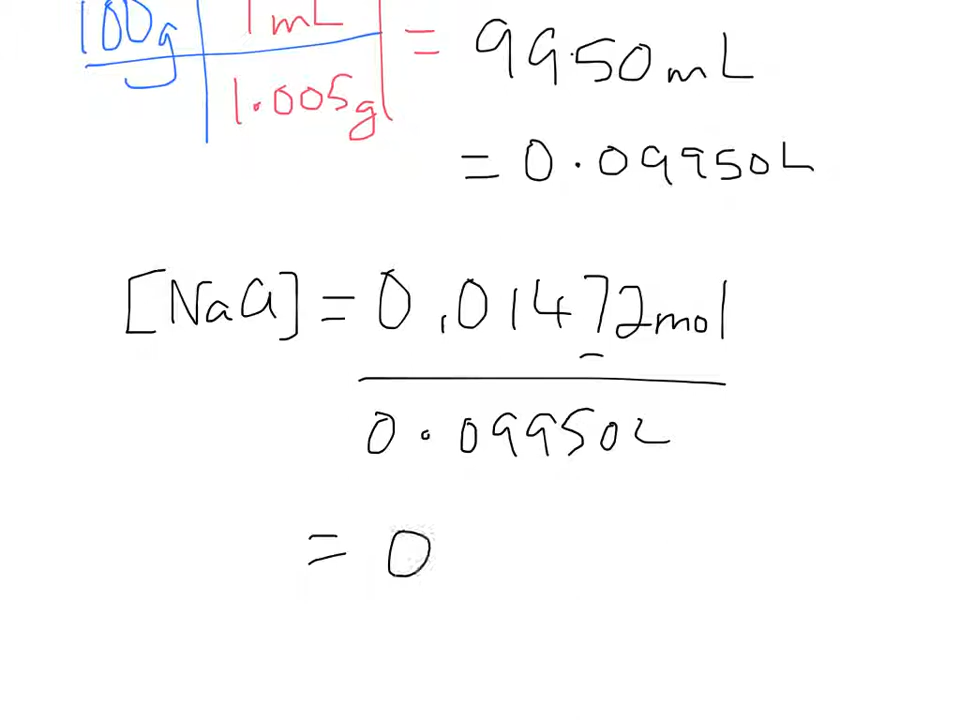 100g | 1mL = 99.50mL
1.005g
= 0.09950L
[NaCl] = 0.01472mol
0.09950L
= 0